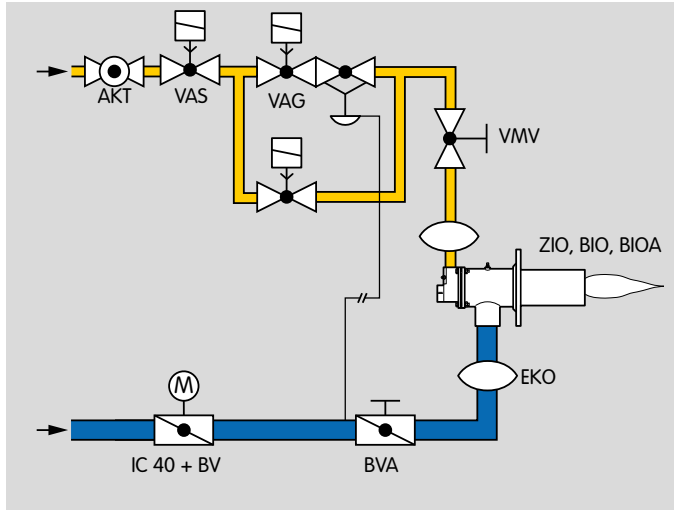 AKT
VAS
VAG
VMV
ZIO, BIO, BIOA
M
EKO
IC 40 + BV
BVA